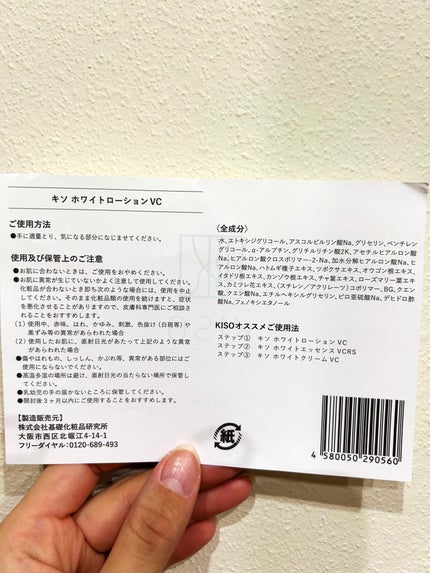 キソ ホワイトローションVC
ご使用方法
●手に適量とり、気になる部分になじませてください。
使用及び保管上のご注意
●お肌に合わないときは、ご使用をおやめください。
●お肌に異常が生じていないかよく注意して使用してください。
化粧品が合わないとき即ち次のような場合には、使用を中止
してください。そのまま化粧品類の使用を続けますと、症状
を悪化させることがありますので、皮膚科専門医にご相談さ
れることをおすすめします。
(1) 使用中、赤味、はれ、かゆみ、刺激、色抜け(白斑等)や
黒ずみ等の異常があらわれた場合
(2) 使用したお肌に、直射日光があたって上記のような異常
があらわれた場合
●傷やはれもの、しっしん、かぶれ等、異常がある部位にはご
使用にならないでください。
●高温多湿の場所は避け、直射日光の当たらない場所で保管し
てください。
●乳幼児の手の届かないところに保管してください。
●開封後3ヶ月以内にご使用することをおすすめします。
【製造販売元】
株式会社基礎化粧品研究所
大阪市西区北堀江4-14-1
フリーダイヤル:0120-689-493
〈全成分〉
水、エトキシジグリコール、アスコルビルリン酸Na、グリセリン、ペンチレン
グリコール、α-アルブチン、グリチルリチン酸2K、アセチルヒアルロン酸
Na、ヒアルロン酸クロスポリマー-2-Na、加水分解ヒアルロン酸Na、ヒ
アルロン酸Na、ハトムギ種子エキス、ツボクサエキス、オウゴン根エキス、
イタドリ根エキス、カンゾウ根エキス、チャ葉エキス、ローズマリー葉エキ
ス、カミツレ花エキス、(スチレン/アクリレーツ)コポリマー、BG、クエン
酸、クエン酸Na、エチルヘキシルグリセリン、ピロ亜硫酸Na、デヒドロ酢
酸Na、フェノキシエタノール
KISOオススメご使用法
ステップ① キソ ホワイトローション VC
ステップ② キソ ホワイトエッセンス VCRS
ステップ③ キソ ホワイトクリーム VC
紙
4 580050 290560